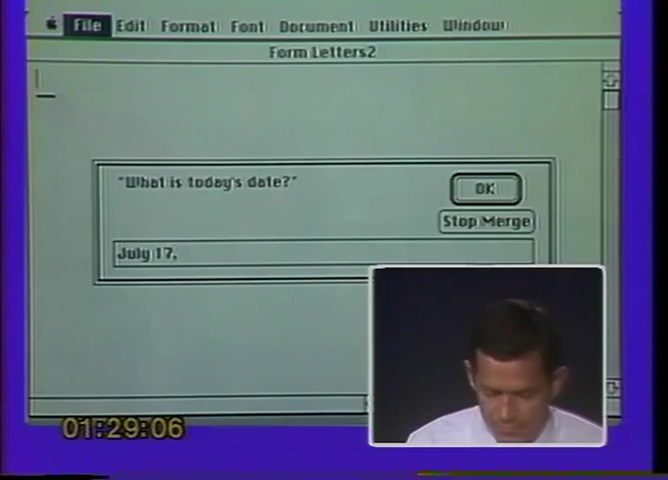 File Edit Format Font Document Utilities Window
Form Letters2
"What is today's date?"
OK
Stop Merge
July 17,
01:29:06